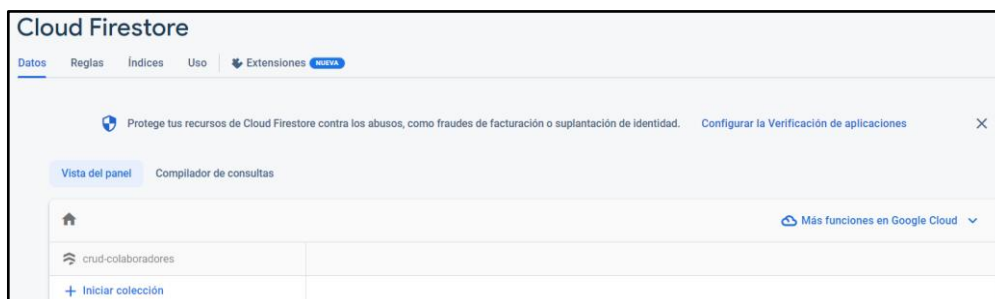 Cloud Firestore
Datos Reglas Índices Uso Extensiones NUEVA
Protege tus recursos de Cloud Firestore contra los abusos, como fraudes de facturación o suplantación de identidad. Configurar la Verificación de aplicaciones
Vista del panel Compilador de consultas
Más funciones en Google Cloud
crud-colaboradores
+ Iniciar colección